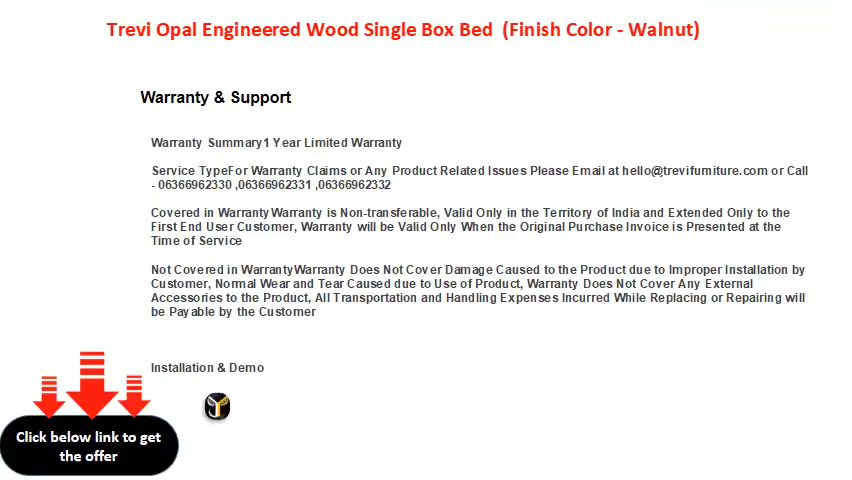 Trevi Opal Engineered Wood Single Box Bed  (Finish Color - Walnut)
Warranty & Support
Warranty Summary1 Year Limited Warranty
Service TypeFor Warranty Claims or Any Product Related Issues Please Email at hello@trevifurniture.com or Call
- 06366962330 ,06366962331 ,06366962332
Covered in WarrantyWarranty is Non-transferable, Valid Only in the Territory of India and Extended Only to the
First End User Customer, Warranty will be Valid Only When the Original Purchase Invoice is Presented at the
Time of Service
Not Covered in WarrantyWarranty Does Not Cover Damage Caused to the Product due to Improper Installation by
Customer, Normal Wear and Tear Caused due to Use of Product, Warranty Does Not Cover Any External
Accessories to the Product, All Transportation and Handling Expenses Incurred While Replacing or Repairing will
be Payable by the Customer
Installation & Demo
Click below link to get
the offer